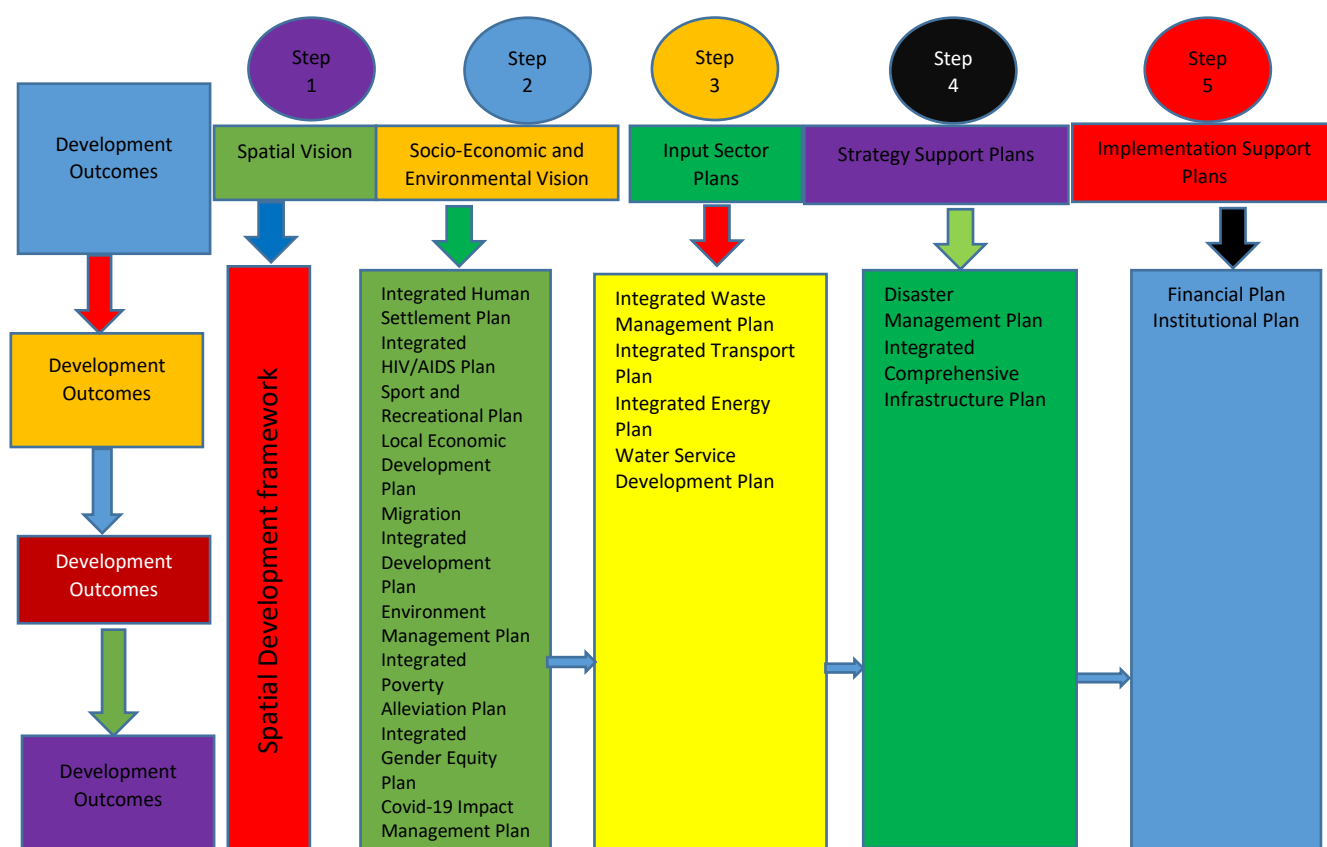 Step
1
Step
2
Step
3
Step
4
Step
5
Development
Outcomes
Spatial Vision
Socio-Economic and
Environmental Vision
Input Sector
Plans
Strategy Support Plans
Implementation Support
Plans
Development
Outcomes
Development
Outcomes
Development
Outcomes
Spatial Development framework
Integrated Human
Settlement Plan
Integrated
HIV/AIDS Plan
Sport and
Recreational Plan
Local Economic
Development
Plan
Migration
Integrated
Development
Plan
Environment
Management Plan
Integrated
Poverty
Alleviation Plan
Integrated
Gender Equity
Plan
Covid-19 Impact
Management Plan
Integrated Waste
Management Plan
Integrated Transport
Plan
Integrated Energy
Plan
Water Service
Development Plan
Disaster
Management Plan
Integrated
Comprehensive
Infrastructure Plan
Financial Plan
Institutional Plan